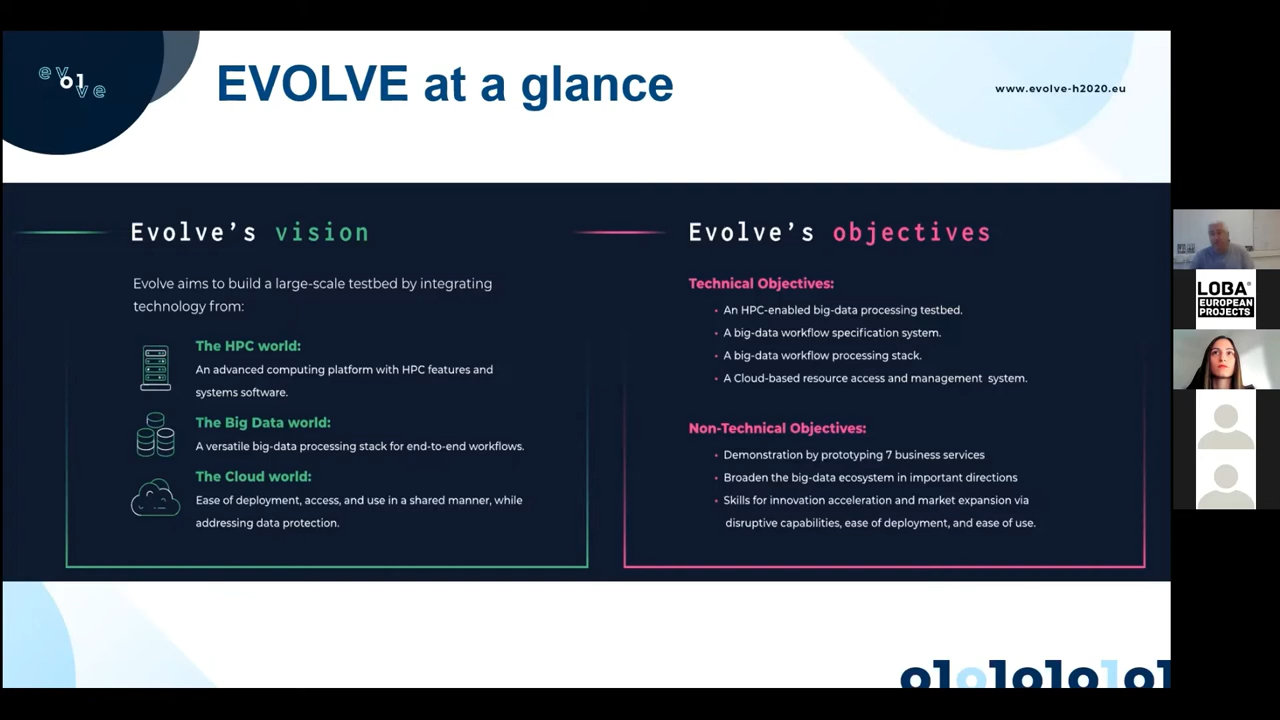 ev
01
ve
EVOLVE at a glance
www.evolve-h2020.eu
Evolve's vision
Evolve aims to build a large-scale testbed by integrating
technology from:
The HPC world:
An advanced computing platform with HPC features and
systems software.
The Big Data world:
A versatile big-data processing stack for end-to-end workflows.
The Cloud world:
Ease of deployment, access, and use in a shared manner, while
addressing data protection.
Evolve's objectives
Technical Objectives:
• An HPC-enabled big-data processing testbed.
• A big-data workflow specification system.
• A big-data workflow processing stack.
• A Cloud-based resource access and management system.
Non-Technical Objectives:
• Demonstration by prototyping 7 business services
• Broaden the big-data ecosystem in important directions
• Skills for innovation acceleration and market expansion via
disruptive capabilities, ease of deployment, and ease of use.
LOBA®
EUROPEAN
PROJECTS
0101010101